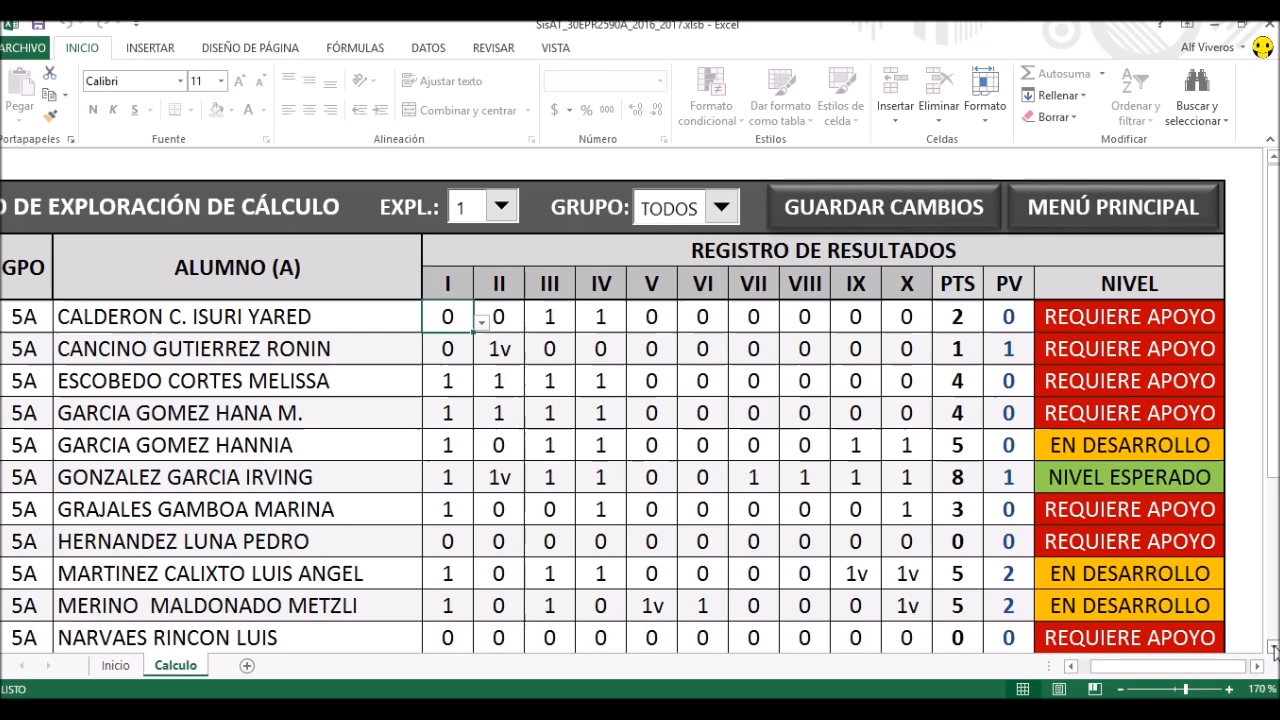 SisAT_30EPR2590A_2016_2017.xlsb - Excel
ARCHIVO INICIO INSERTAR DISEÑO DE PÁGINA FÓRMULAS DATOS REVISAR VISTA Alf Viveros
Pegar Calibri 11 Ajustar texto Formato condicional Dar formato como tabla Estilos de celda Insertar Eliminar Formato Autosuma Ordenar y filtrar Buscar y seleccionar
N K S A Combinar y centrar $ % 000 Rellenar
Borrar
Portapapeles Fuente Alineación Número Estilos Celdas Modificar
O DE EXPLORACIÓN DE CÁLCULO EXPL.: 1 GRUPO: TODOS GUARDAR CAMBIOS MENÚ PRINCIPAL
GPO ALUMNO (A) REGISTRO DE RESULTADOS
I II III IV V VI VII VIII IX X PTS PV NIVEL
5A CALDERON C. ISURI YARED 0 0 1 1 0 0 0 0 0 0 2 0 REQUIERE APOYO
5A CANCINO GUTIERREZ RONIN 0 1v 0 0 0 0 0 0 0 0 1 1 REQUIERE APOYO
5A ESCOBEDO CORTES MELISSA 1 1 1 1 0 0 0 0 0 0 4 0 REQUIERE APOYO
5A GARCIA GOMEZ HANA M. 1 1 1 1 0 0 0 0 0 0 4 0 REQUIERE APOYO
5A GARCIA GOMEZ HANNIA 1 0 1 1 0 0 0 0 1 1 5 0 EN DESARROLLO
5A GONZALEZ GARCIA IRVING 1 1v 1 1 0 0 1 1 1 1 8 1 NIVEL ESPERADO
5A GRAJALES GAMBOA MARINA 1 0 0 1 0 0 0 0 0 1 3 0 REQUIERE APOYO
5A HERNANDEZ LUNA PEDRO 0 0 0 0 0 0 0 0 0 0 0 0 REQUIERE APOYO
5A MARTINEZ CALIXTO LUIS ANGEL 1 0 1 1 0 0 0 0 1v 1v 5 2 EN DESARROLLO
5A MERINO MALDONADO METZLI 1 0 1 0 1v 1 0 0 0 1v 5 2 EN DESARROLLO
5A NARVAES RINCON LUIS 0 0 0 0 0 0 0 0 0 0 0 0 REQUIERE APOYO
Inicio Calculo
LISTO 170 %